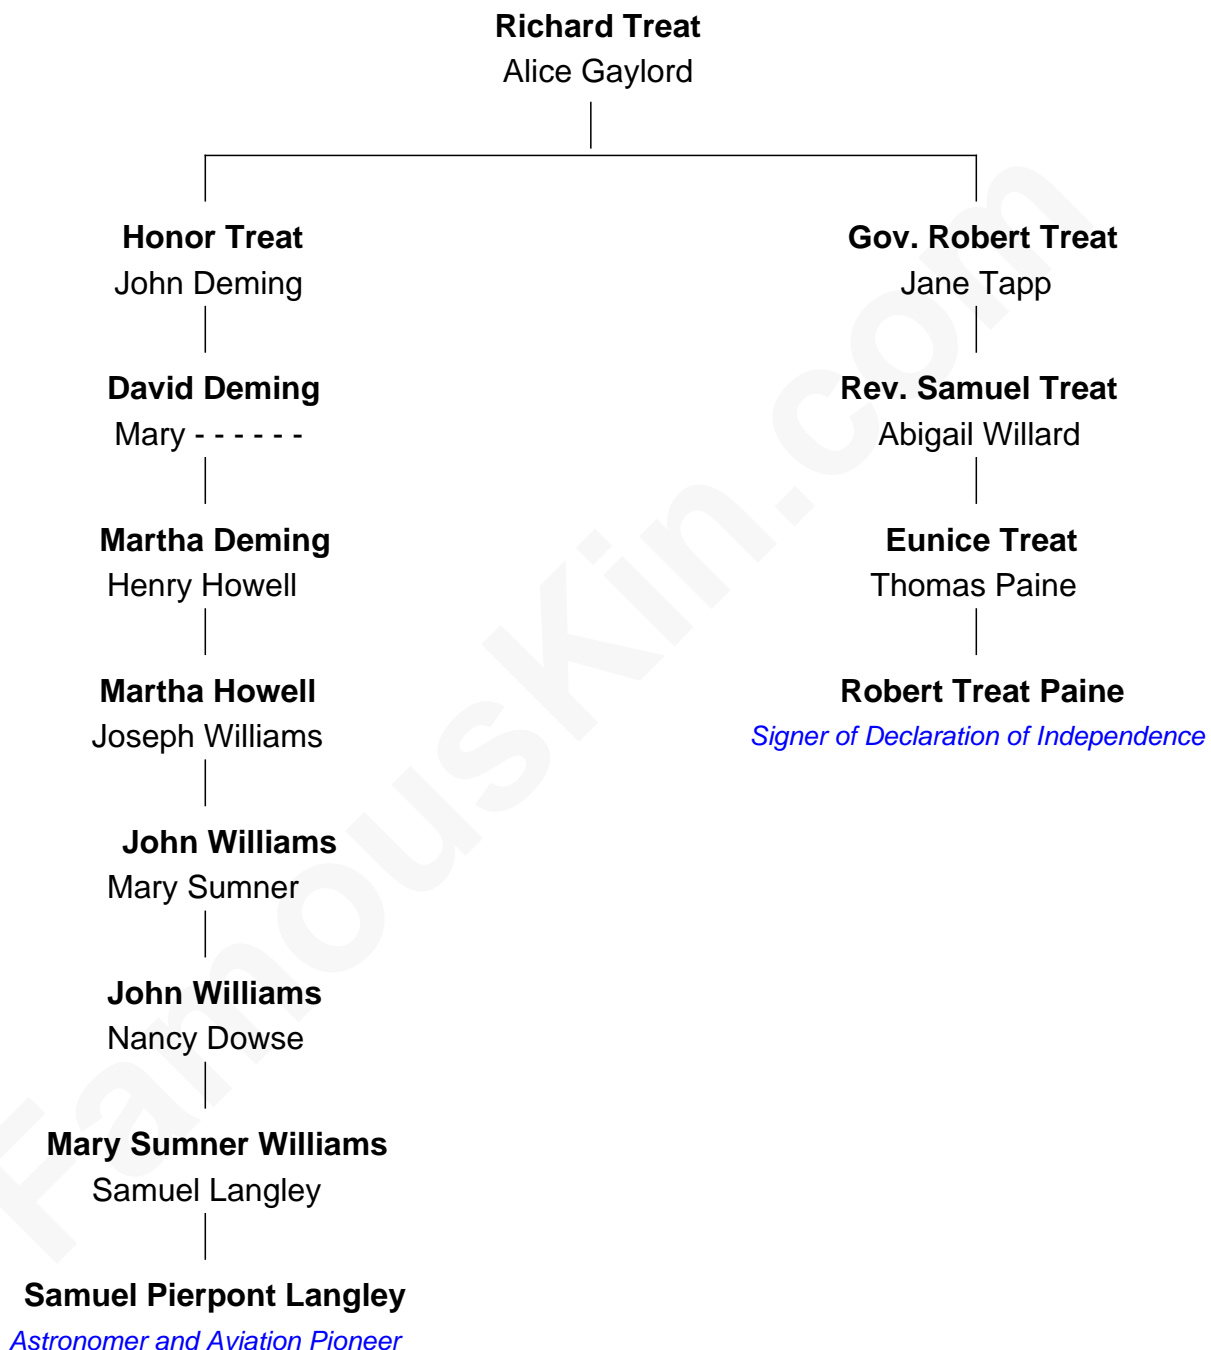 Richard Treat
Alice Gaylord
Honor Treat
John Deming
Gov. Robert Treat
Jane Tapp
David Deming
Mary - - - - - -
Rev. Samuel Treat
Abigail Willard
Martha Deming
Henry Howell
Eunice Treat
Thomas Paine
Martha Howell
Joseph Williams
Robert Treat Paine
Signer of Declaration of Independence
John Williams
Mary Sumner
John Williams
Nancy Dowse
Mary Sumner Williams
Samuel Langley
Samuel Pierpont Langley
Astronomer and Aviation Pioneer
FamousKin.com